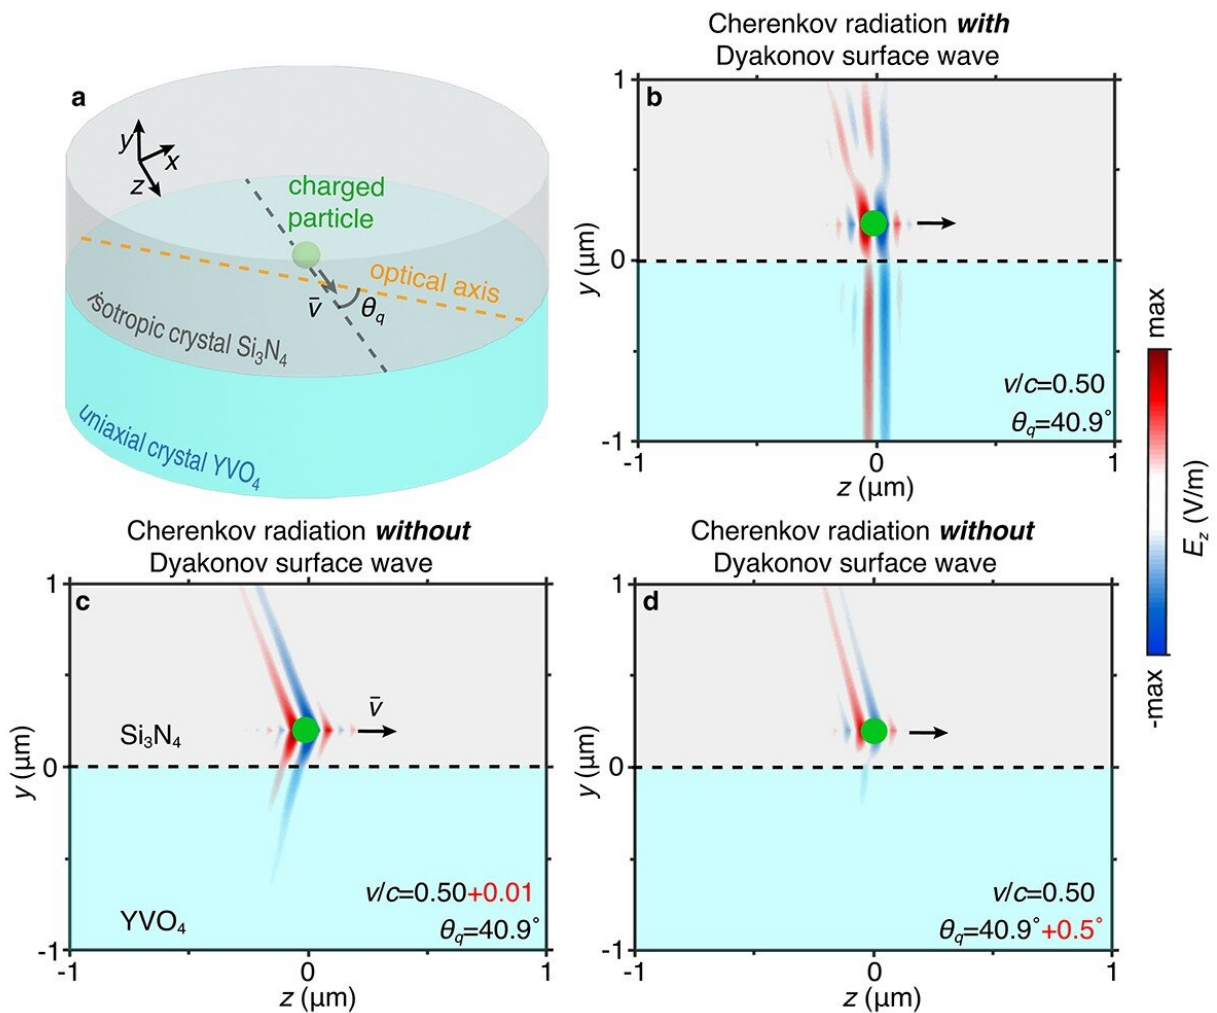 Cherenkov radiation with
Dyakonov surface wave
a
y
x
z
charged
particle
optical axis
v̄
θq
isotropic crystal Si₃N₄
uniaxial crystal YVO₄
b
1
y (μm)
0
-1
v/c=0.50
θq=40.9°
-1
0
1
z (μm)
max
Ez (V/m)
-max
Cherenkov radiation without
Dyakonov surface wave
c
1
y (μm)
0
-1
v̄
Si₃N₄
v/c=0.50+0.01
YVO₄
θq=40.9°
-1
0
1
z (μm)
Cherenkov radiation without
Dyakonov surface wave
d
1
y (μm)
0
-1
v/c=0.50
θq=40.9°+0.5°
-1
0
1
z (μm)